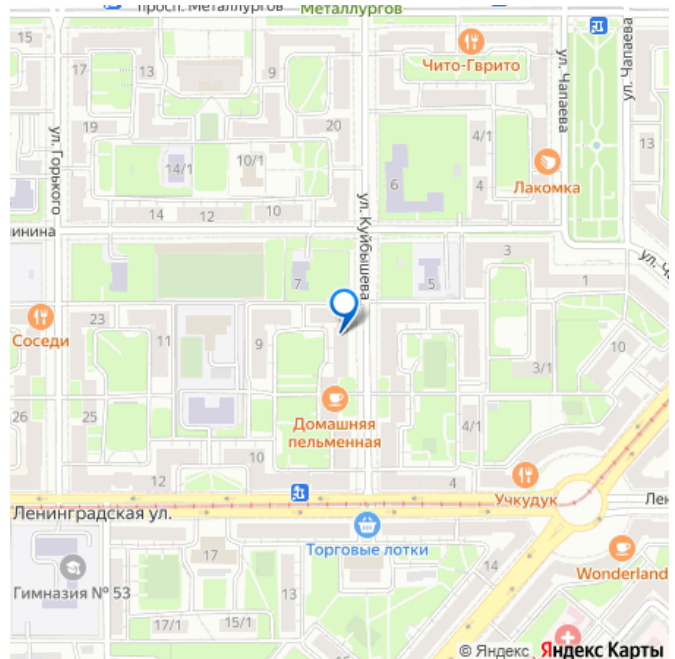 просп. Металлургов
Металлургов
15
17
13
9
Чито-Гврито
ул. Чапаева
ул. Чапаева
ул. Горького
19
20
4/1
13
14/1
10/1
6
4
Лакомка
14
12
10
линина
ул. Куйбышева
7
5
3
ул. Ча
1
Соседи
23
11
9
10
3/1
26
25
Домашняя
пельменная
4/1
10
12
4
Учкудук
Ленинградская ул.
Лен
Торговые лотки
17
14
Wonderland
Гимназия № 53
13
17/1
15/1
© Яндекс
Яндекс Карты